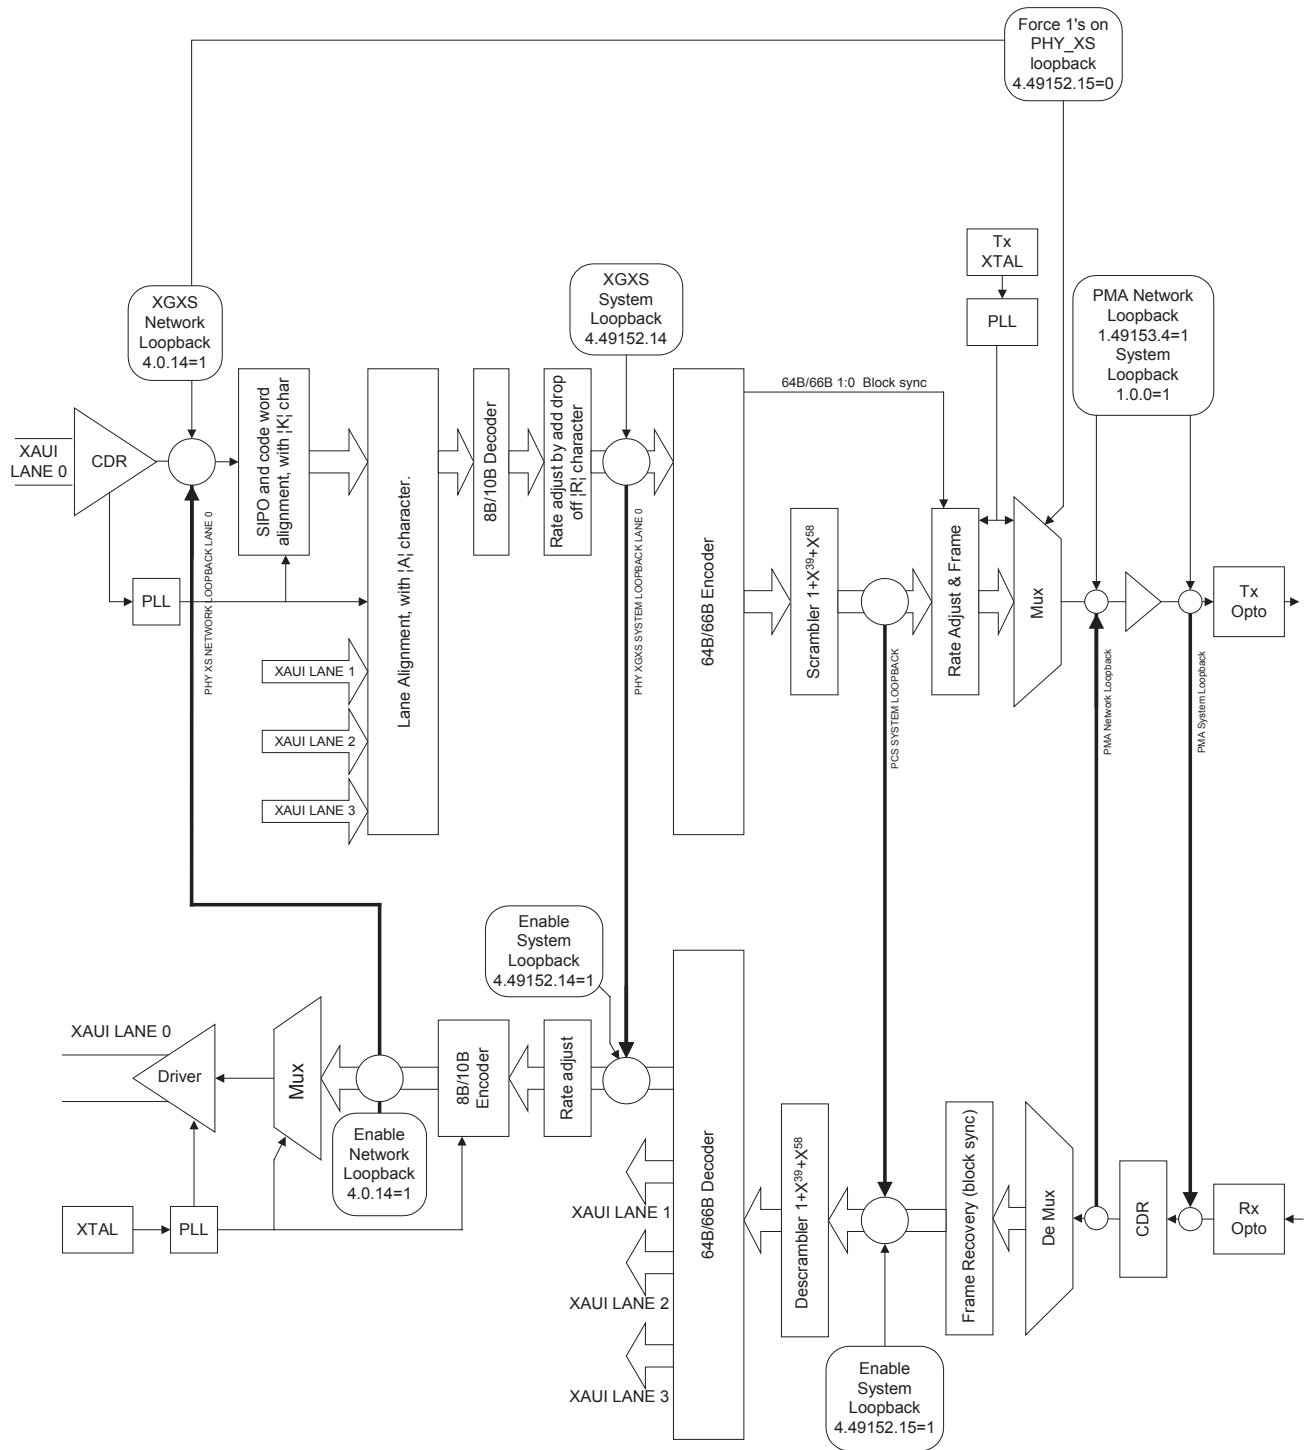 Force 1's on
PHY_XS
loopback
4.49152.15=0
Tx
XTAL
PLL
XGXS
Network
Loopback
4.0.14=1
XGXS
System
Loopback
4.49152.14
PMA Network
Loopback
1.49153.4=1
System
Loopback
1.0.0=1
64B/66B 1:0 Block sync
XAUI
LANE 0
CDR
SIPO and code word
alignment, with ¦K¦ char
Lane Alignment, with ¦A¦ character.
8B/10B Decoder
Rate adjust by add drop
off ¦R¦ character
64B/66B Encoder
Scrambler 1+X³⁹+X⁵⁸
Rate Adjust & Frame
Mux
Tx
Opto
PLL
PHY XS NETWORK LOOPBACK LANE 0
PHY XGXS SYSTEM LOOPBACK LANE 0
PCS SYSTEM LOOPBACK
PMA Network Loopback
PMA System Loopback
XAUI LANE 1
XAUI LANE 2
XAUI LANE 3
Enable
System
Loopback
4.49152.14=1
XAUI LANE 0
Driver
Mux
8B/10B
Encoder
Rate adjust
64B/66B Decoder
Descrambler 1+X³⁹+X⁵⁸
Frame Recovery (block sync)
De Mux
CDR
Rx
Opto
Enable
Network
Loopback
4.0.14=1
XTAL
PLL
XAUI LANE 1
XAUI LANE 2
XAUI LANE 3
Enable
System
Loopback
4.49152.15=1